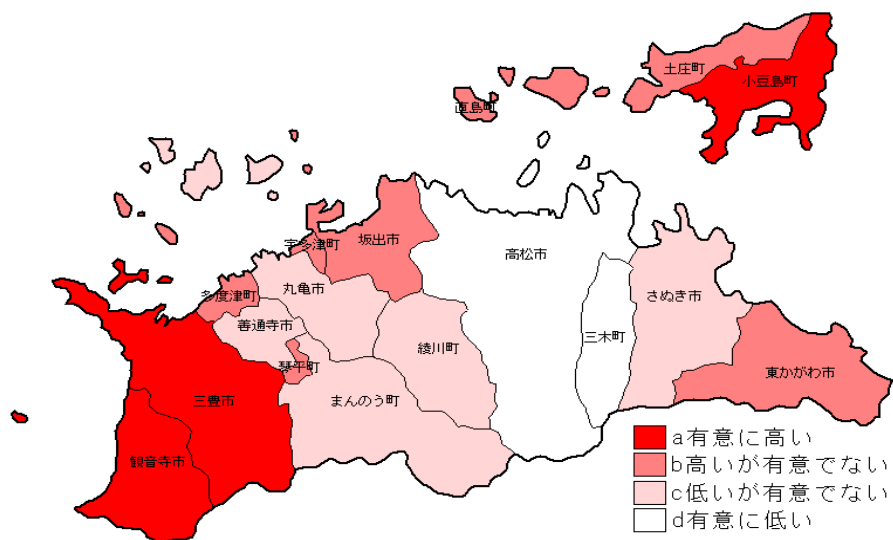 土庄町
小豆島町
直島町
宇多津町
坂出市
高松市
丸亀市
多度津町
さぬき市
善通寺市
三木町
綾川町
琴平町
東かがわ市
三豊市
まんのう町
観音寺市
a有意に高い
b高いが有意でない
c低いが有意でない
d有意に低い